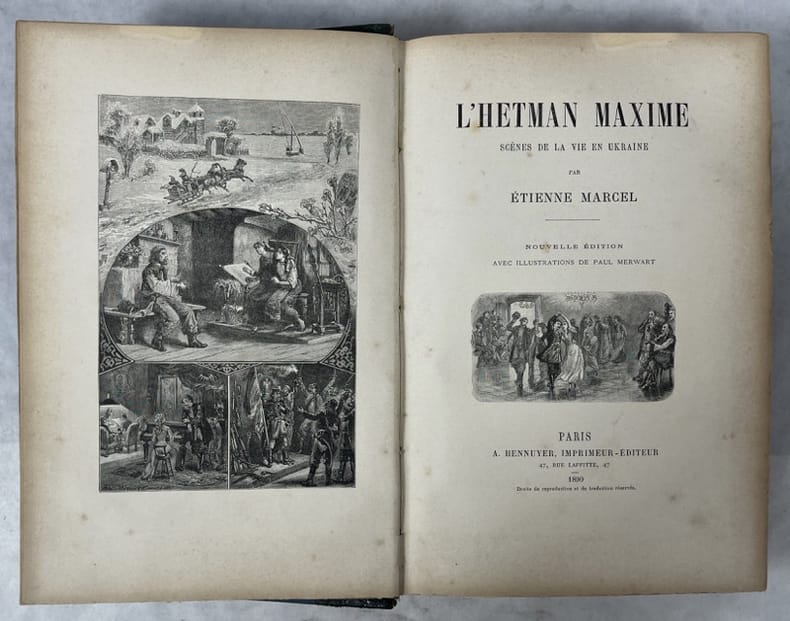 L'HETMAN MAXIME
SCÈNES DE LA VIE EN UKRAINE
PAR
ÉTIENNE MARCEL
NOUVELLE ÉDITION
AVEC ILLUSTRATIONS DE PAUL MERWART
PARIS
A. HENNUYER, IMPRIMEUR-ÉDITEUR
47, RUE LAFFITTE, 47
1890
Droits de reproduction et de traduction réservés.